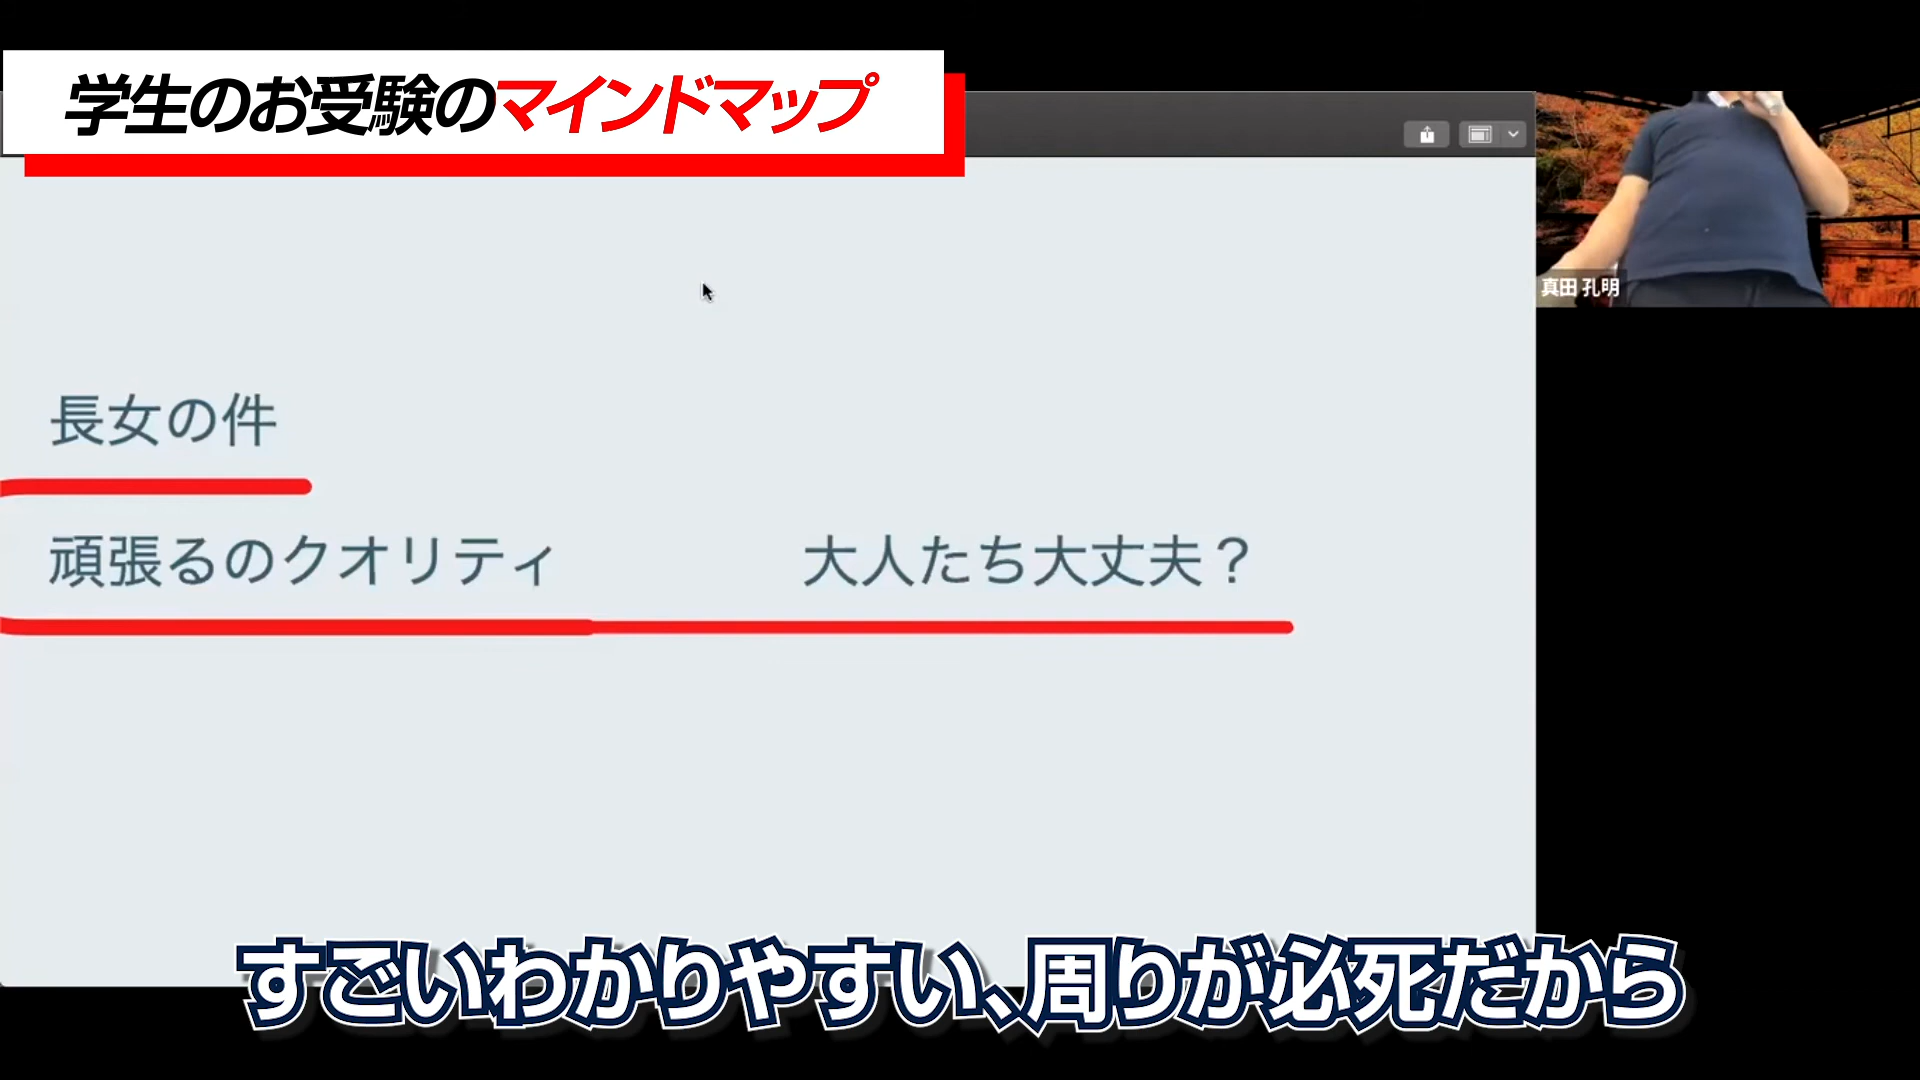 学生のお受験のマインドマップ
真田 孔明
長女の件
頑張るのクオリティ 大人たち大丈夫？
すごいわかりやすい、周りが必死だから